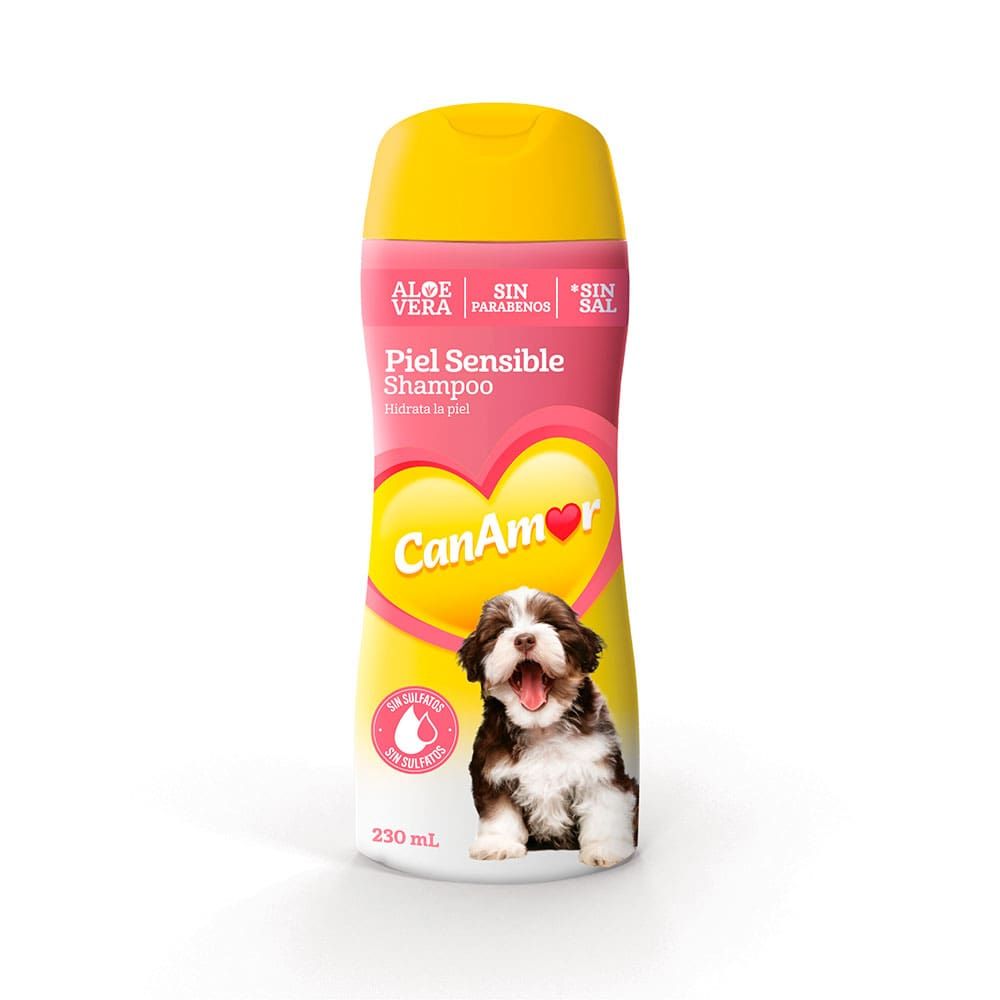 ALOE
VERA
SIN
PARABENOS
*SIN
SAL
Piel Sensible
Shampoo
Hidrata la piel
CanAmor
SIN SULFATOS
SIN SULFATOS
230 mL